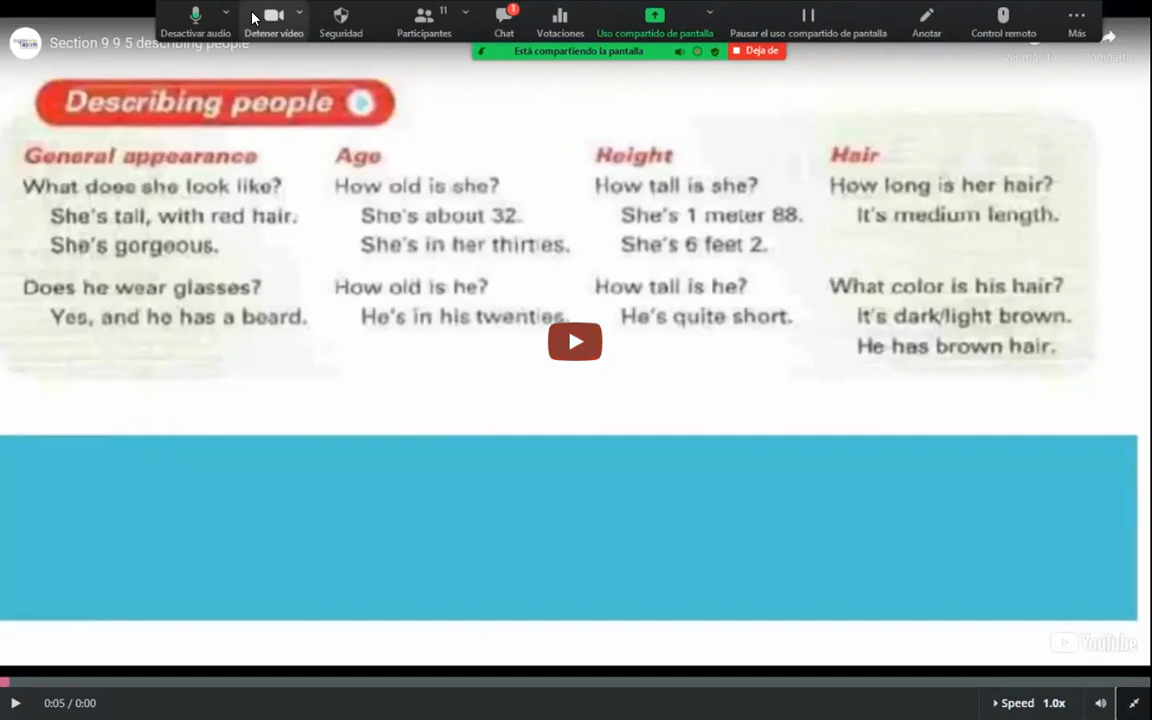 Desactivar audio
Detener video
Seguridad
11
Participantes
1
Chat
Votaciones
Uso compartido de pantalla
Pausar el uso compartido de pantalla
Anotar
Control remoto
Más
Está compartiendo la pantalla
Deja de
Section 9 9 5 describing people
Describing people
General appearance
What does she look like?
She's tall, with red hair.
She's gorgeous.
Does he wear glasses?
Yes, and he has a beard.
Age
How old is she?
She's about 32.
She's in her thirties.
How old is he?
He's in his twenties.
Height
How tall is she?
She's 1 meter 88.
She's 6 feet 2.
How tall is he?
He's quite short.
Hair
How long is her hair?
It's medium length.
What color is his hair?
It's dark/light brown.
He has brown hair.
YouTube
0:05 / 0:00
Speed 1.0x